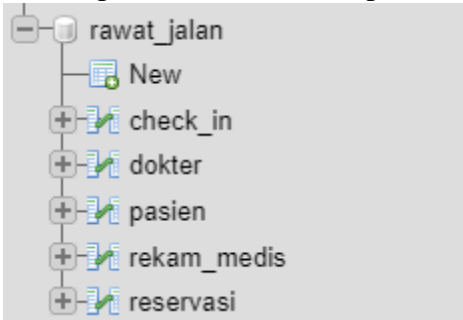 rawat_jalan
New
check_in
dokter
pasien
rekam_medis
reservasi